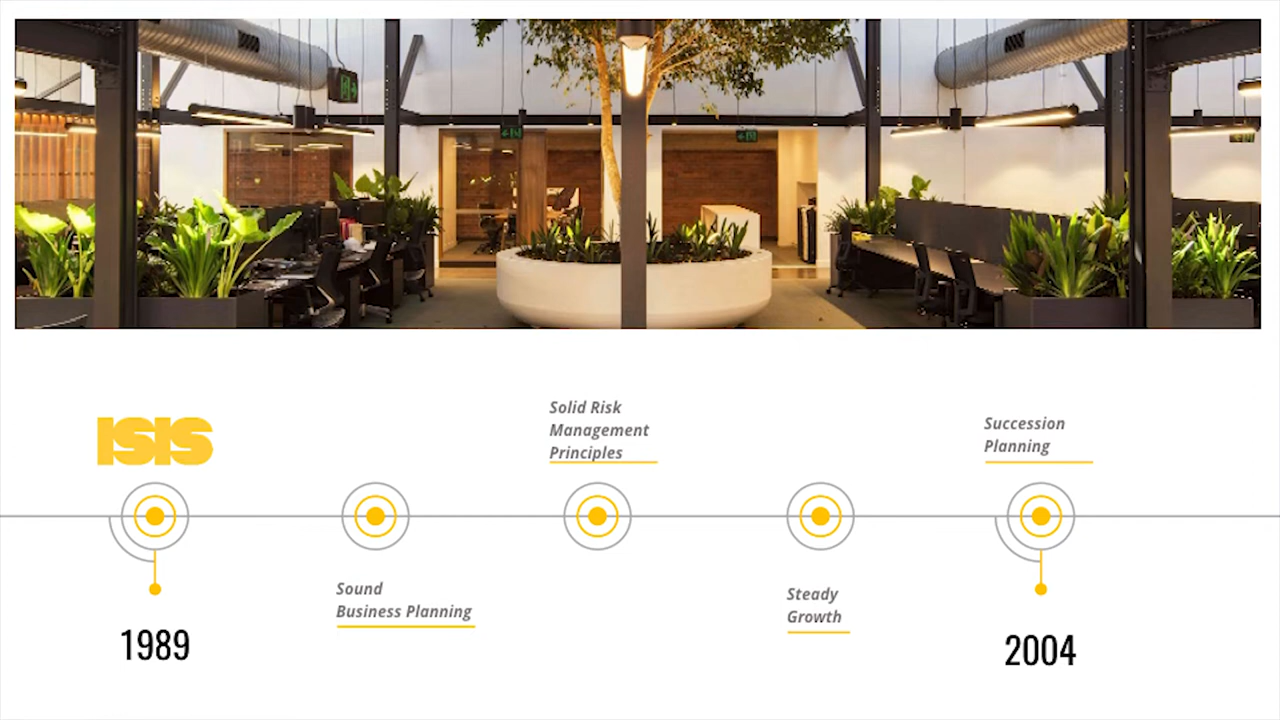 ISIS
Solid Risk
Management
Principles
Succession
Planning
Sound
Business Planning
Steady
Growth
1989
2004